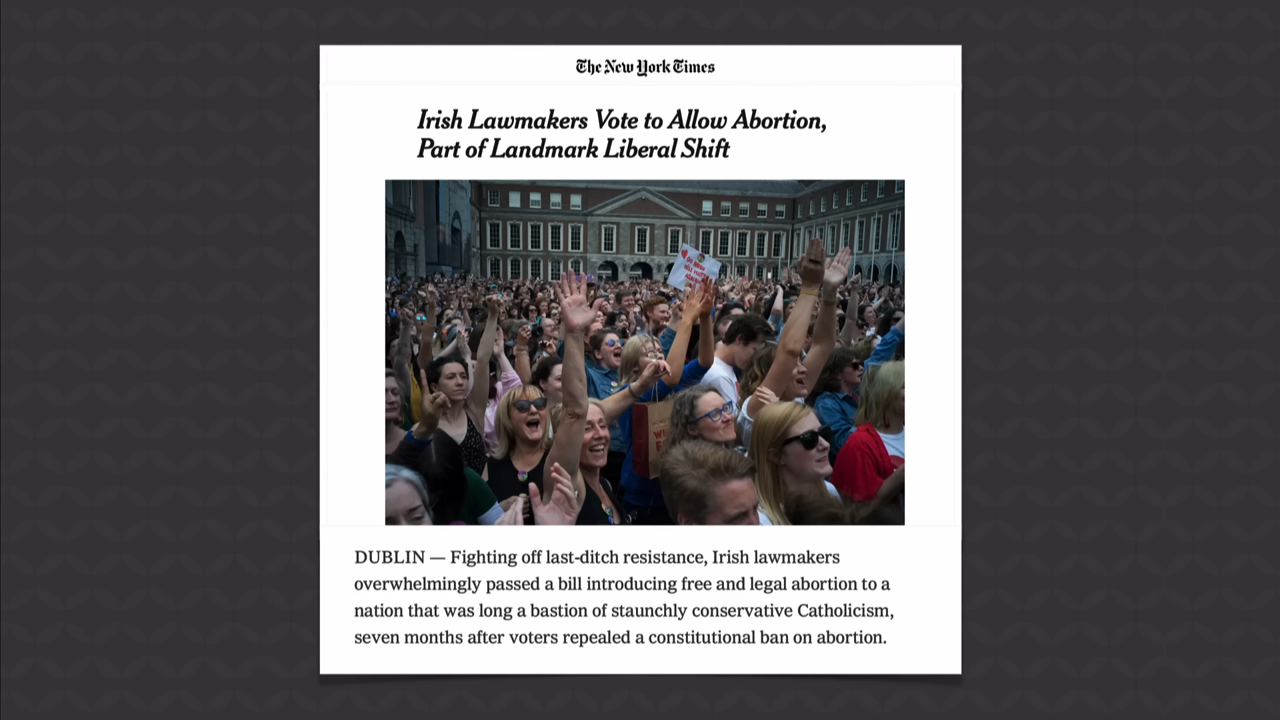 The New York Times
Irish Lawmakers Vote to Allow Abortion,
Part of Landmark Liberal Shift
DUBLIN — Fighting off last-ditch resistance, Irish lawmakers
overwhelmingly passed a bill introducing free and legal abortion to a
nation that was long a bastion of staunchly conservative Catholicism,
seven months after voters repealed a constitutional ban on abortion.